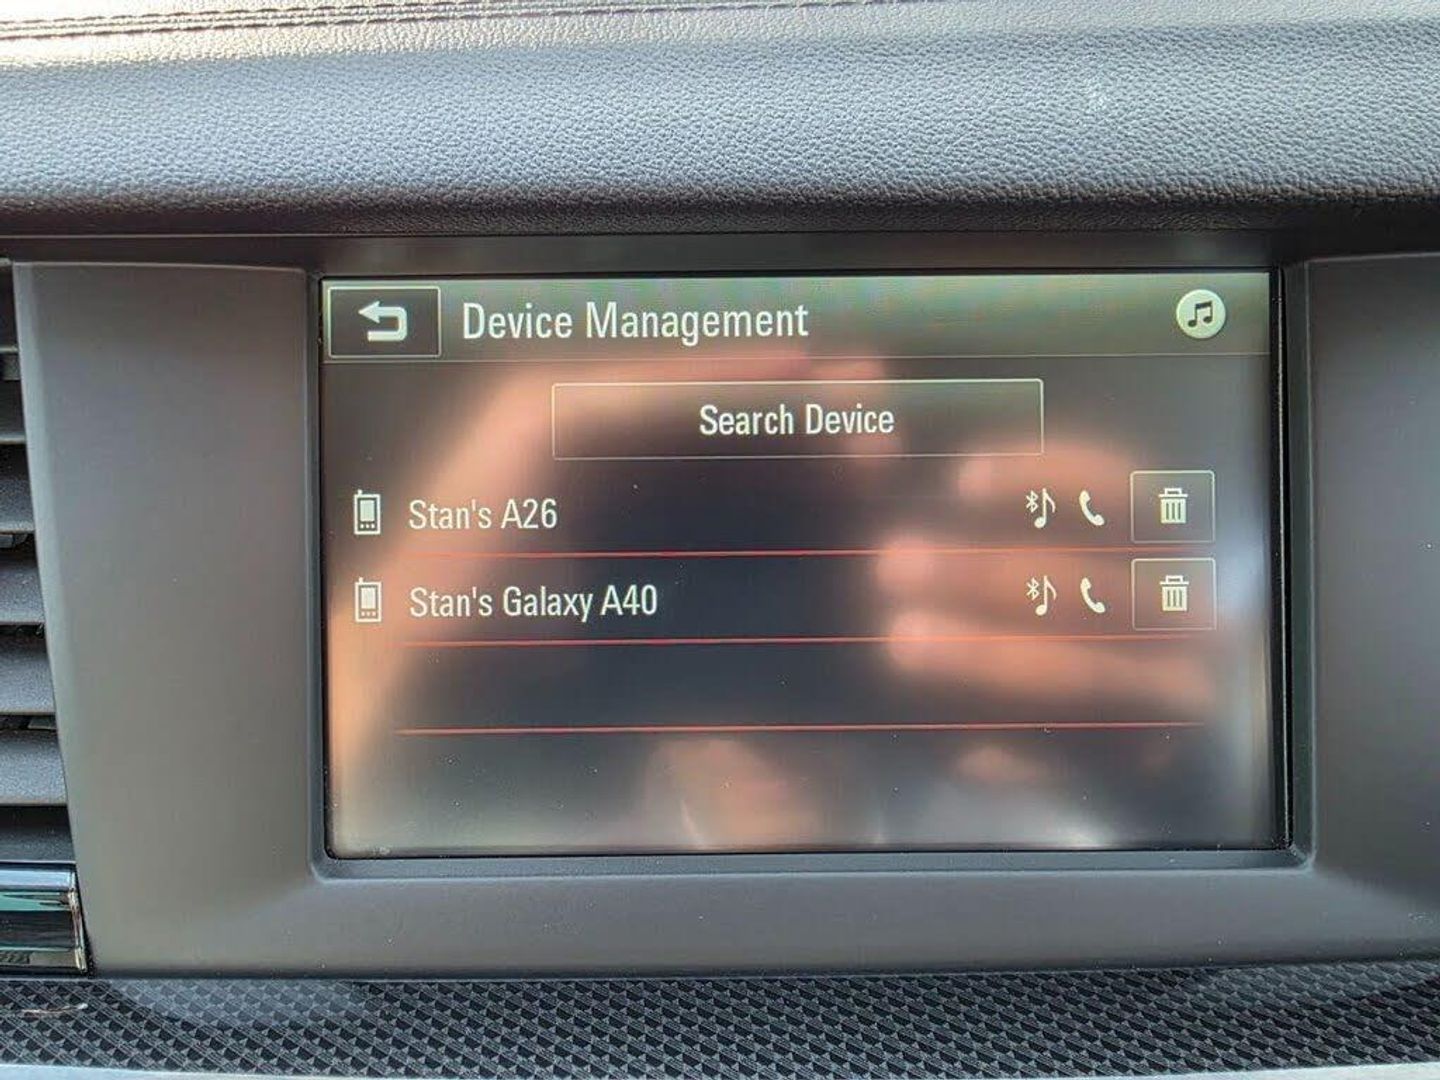 Device Management
Search Device
Stan's A26
Stan's Galaxy A40